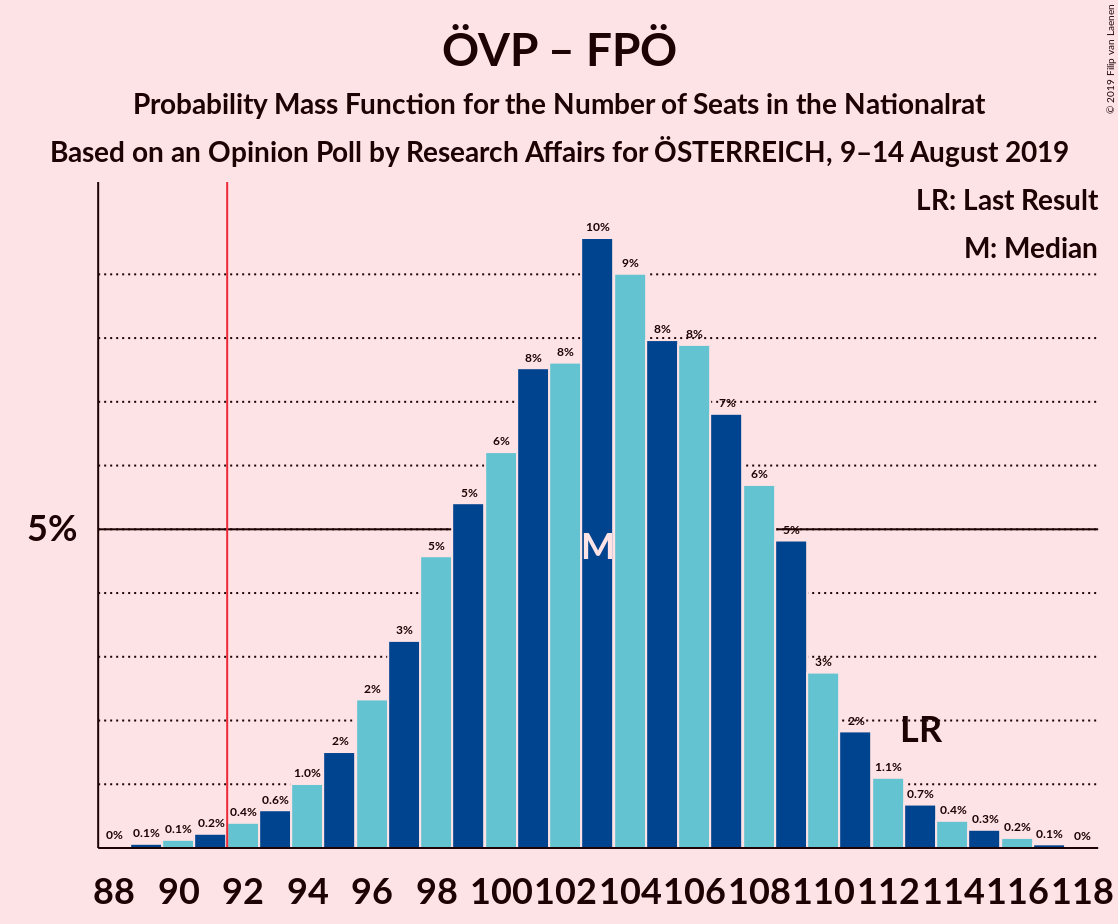 ÖVP – FPÖ
Probability Mass Function for the Number of Seats in the Nationalrat
Based on an Opinion Poll by Research Affairs for ÖSTERREICH, 9–14 August 2019
© 2019 Filip van Laenen
LR: Last Result
M: Median
5%
0% 0.1% 0.1% 0.2% 0.4% 0.6% 1.0% 2% 2% 3% 5% 5% 6% 8% 8% 10% 9% 8% 8% 7% 6% 5% 3% 2% 1.1% 0.7% 0.4% 0.3% 0.2% 0.1% 0%
M
LR
88 90 92 94 96 98 100 102 104 106 108 110 112 114 116 118